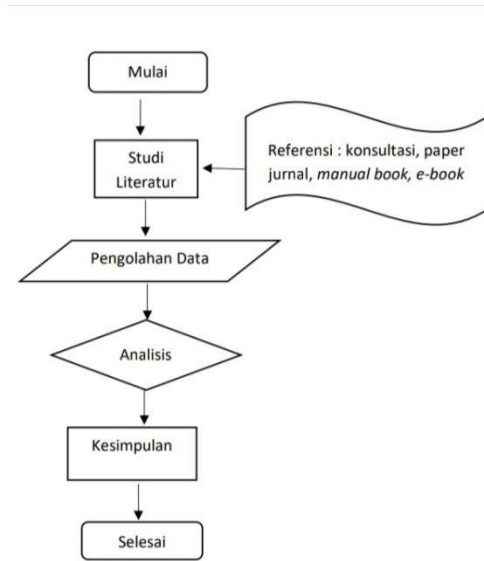 Mulai
Studi
Literatur
Referensi : konsultasi, paper
jurnal, manual book, e-book
Pengolahan Data
Analisis
Kesimpulan
Selesai